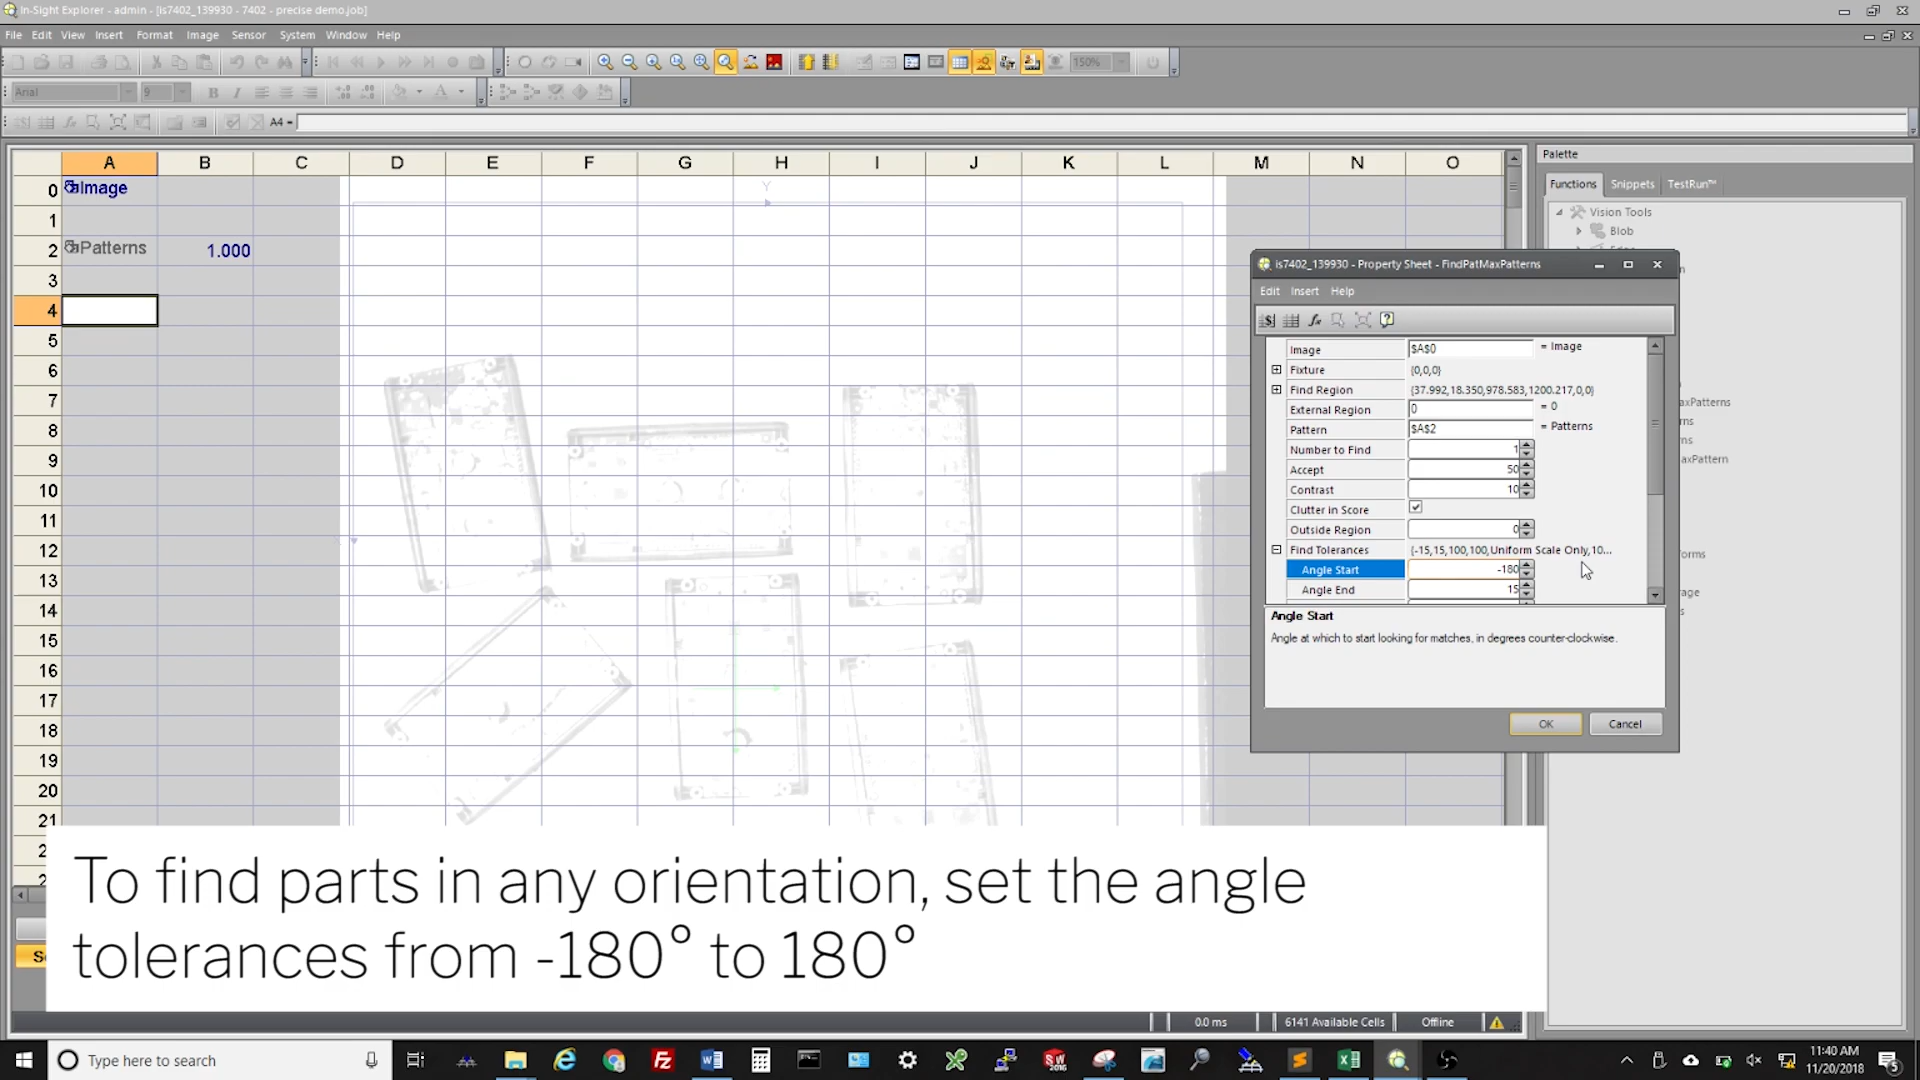 In-Sight Explorer - admin - [is7402_139930 - 7402 - precise demo.job]
File Edit View Insert Format Image Sensor System Window Help
150%
Arial 9
A4 =
A B C D E F G H I J K L M N O
0 Image
1
2 Patterns 1.000
3
4
5
6
7
8
9
10
11
12
13
14
15
16
17
18
19
20
21
Y
Palette
Functions Snippets TestRun™
Vision Tools
Blob
axPatterns
axPattern
is7402_139930 - Property Sheet - FindPatMaxPatterns
Edit Insert Help
Image $A$0 = Image
Fixture {0,0,0}
Find Region {37.992,18.350,978.583,1200.217,0,0}
External Region 0 = 0
Pattern $A$2 = Patterns
Number to Find 1
Accept 50
Contrast 10
Clutter in Score
Outside Region 0
Find Tolerances {-15,15,100,100,Uniform Scale Only,10...
Angle Start -180
Angle End 15
Angle Start
Angle at which to start looking for matches, in degrees counter-clockwise.
OK Cancel
To find parts in any orientation, set the angle
tolerances from -180° to 180°
0.0 ms 6141 Available Cells Offline
Type here to search
11:40 AM
11/20/2018